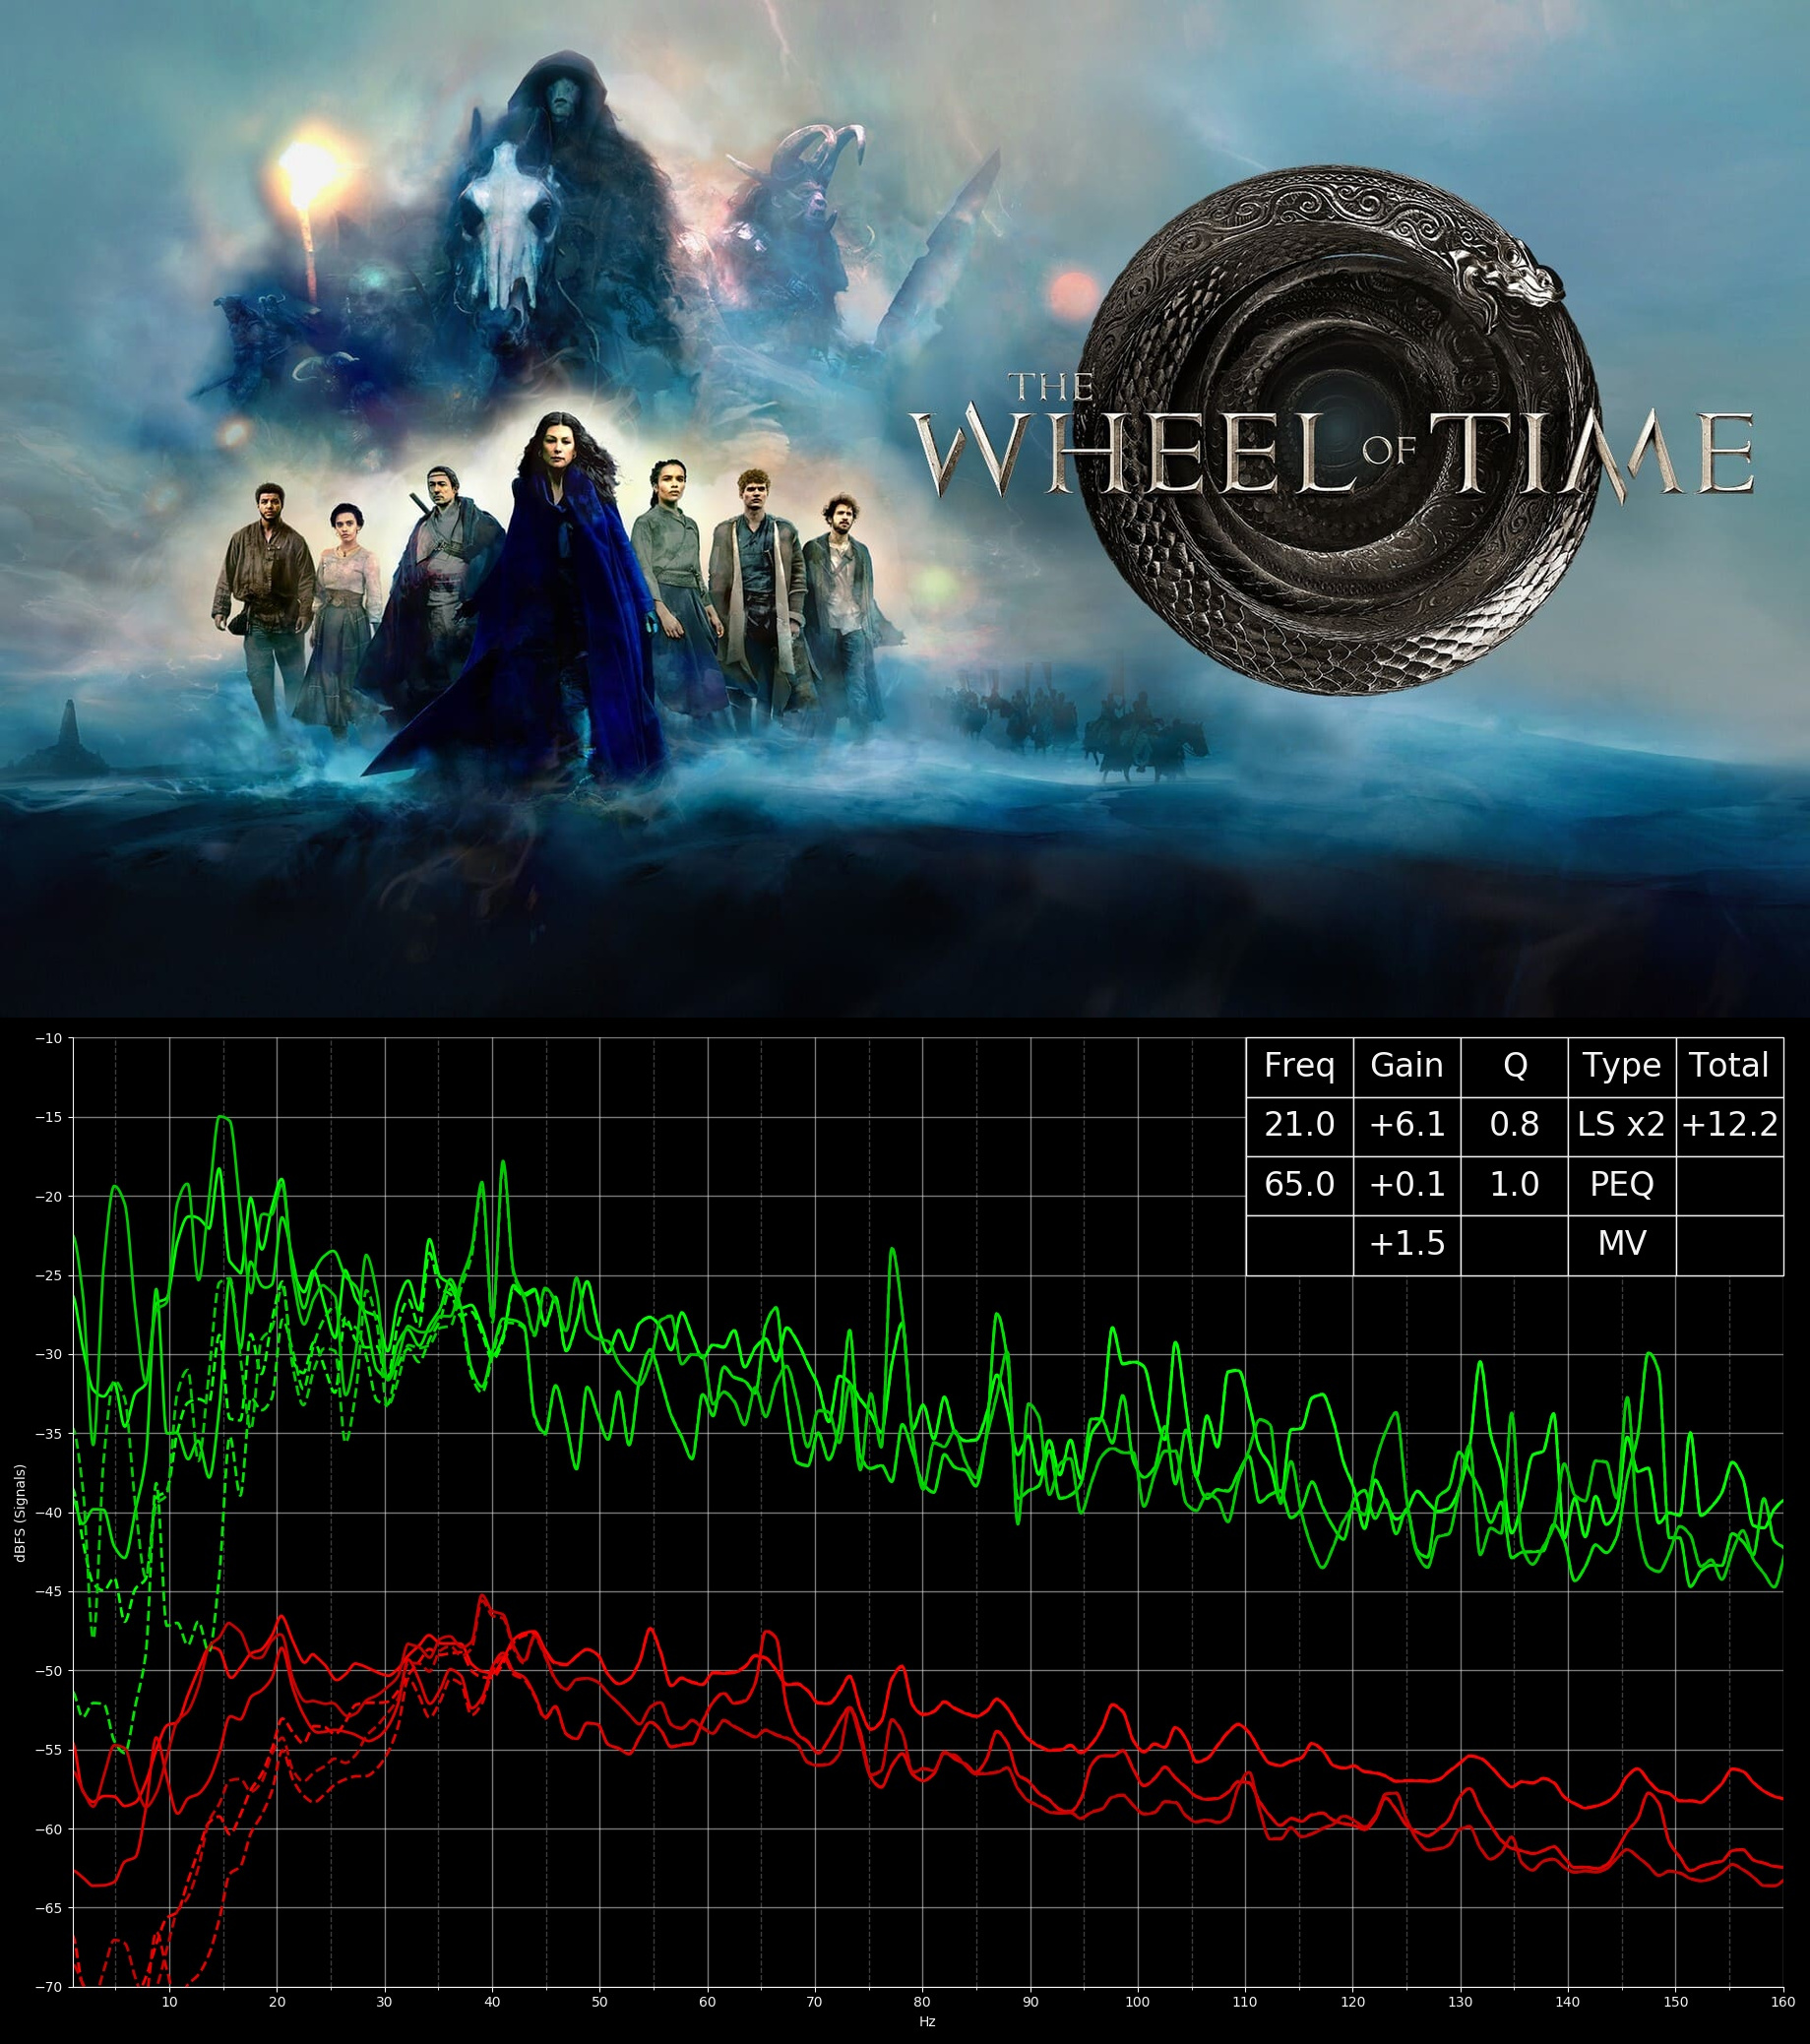 THE
WHEEL OF TIME
Freq Gain Q Type Total
21.0 +6.1 0.8 LS x2 +12.2
65.0 +0.1 1.0 PEQ
+1.5 MV
−10
−15
−20
−25
−30
−35
−40
−45
−50
−55
−60
−65
−70
dBFS (Signals)
10 20 30 40 50 60 70 80 90 100 110 120 130 140 150 160
Hz